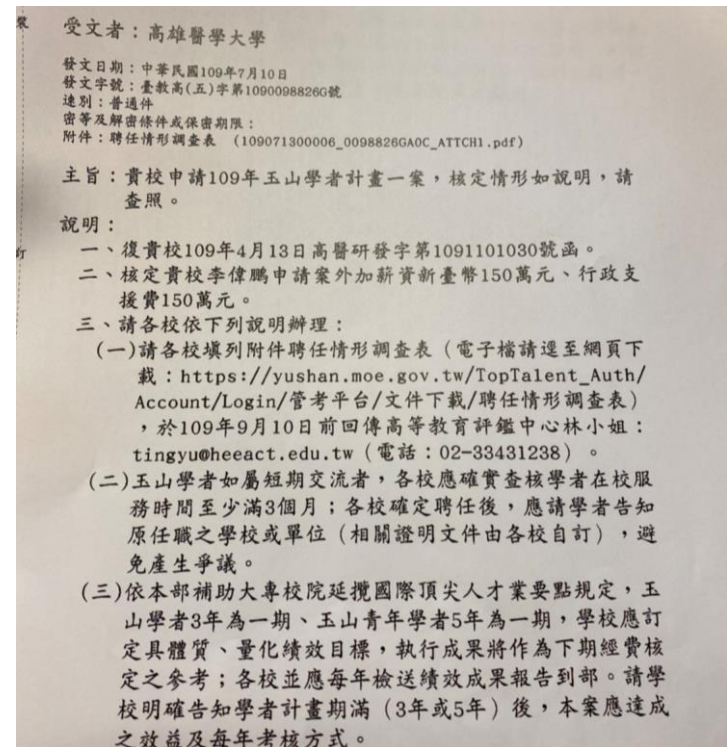 裝
受文者：高雄醫學大學
發文日期：中華民國109年7月10日
發文字號：臺教高(五)字第1090098826G號
速別：普通件
密等及解密條件或保密期限：
附件：聘任情形調查表 (109071300006_0098826GA0C_ATTCH1.pdf)
主旨：貴校申請109年玉山學者計畫一案，核定情形如說明，請
查照。
說明：
訂
一、復貴校109年4月13日高醫研發字第1091101030號函。
二、核定貴校李偉鵬申請案外加薪資新臺幣150萬元、行政支
援費150萬元。
三、請各校依下列說明辦理：
(一)請各校填列附件聘任情形調查表（電子檔請逕至網頁下
載：https://yushan.moe.gov.tw/TopTalent_Auth/
Account/Login/管考平台/文件下載/聘任情形調查表）
，於109年9月10日前回傳高等教育評鑑中心林小姐：
tingyu@heeact.edu.tw（電話：02-33431238）。
(二)玉山學者如屬短期交流者，各校應確實查核學者在校服
務時間至少滿3個月；各校確定聘任後，應請學者告知
原任職之學校或單位（相關證明文件由各校自訂），避
免產生爭議。
(三)依本部補助大專校院延攬國際頂尖人才業要點規定，玉
山學者3年為一期、玉山青年學者5年為一期，學校應訂
定具體質、量化績效目標，執行成果將作為下期經費核
定之參考；各校並應每年檢送績效成果報告到部。請學
校明確告知學者計畫期滿（3年或5年）後，本案應達成
之效益及每年考核方式。